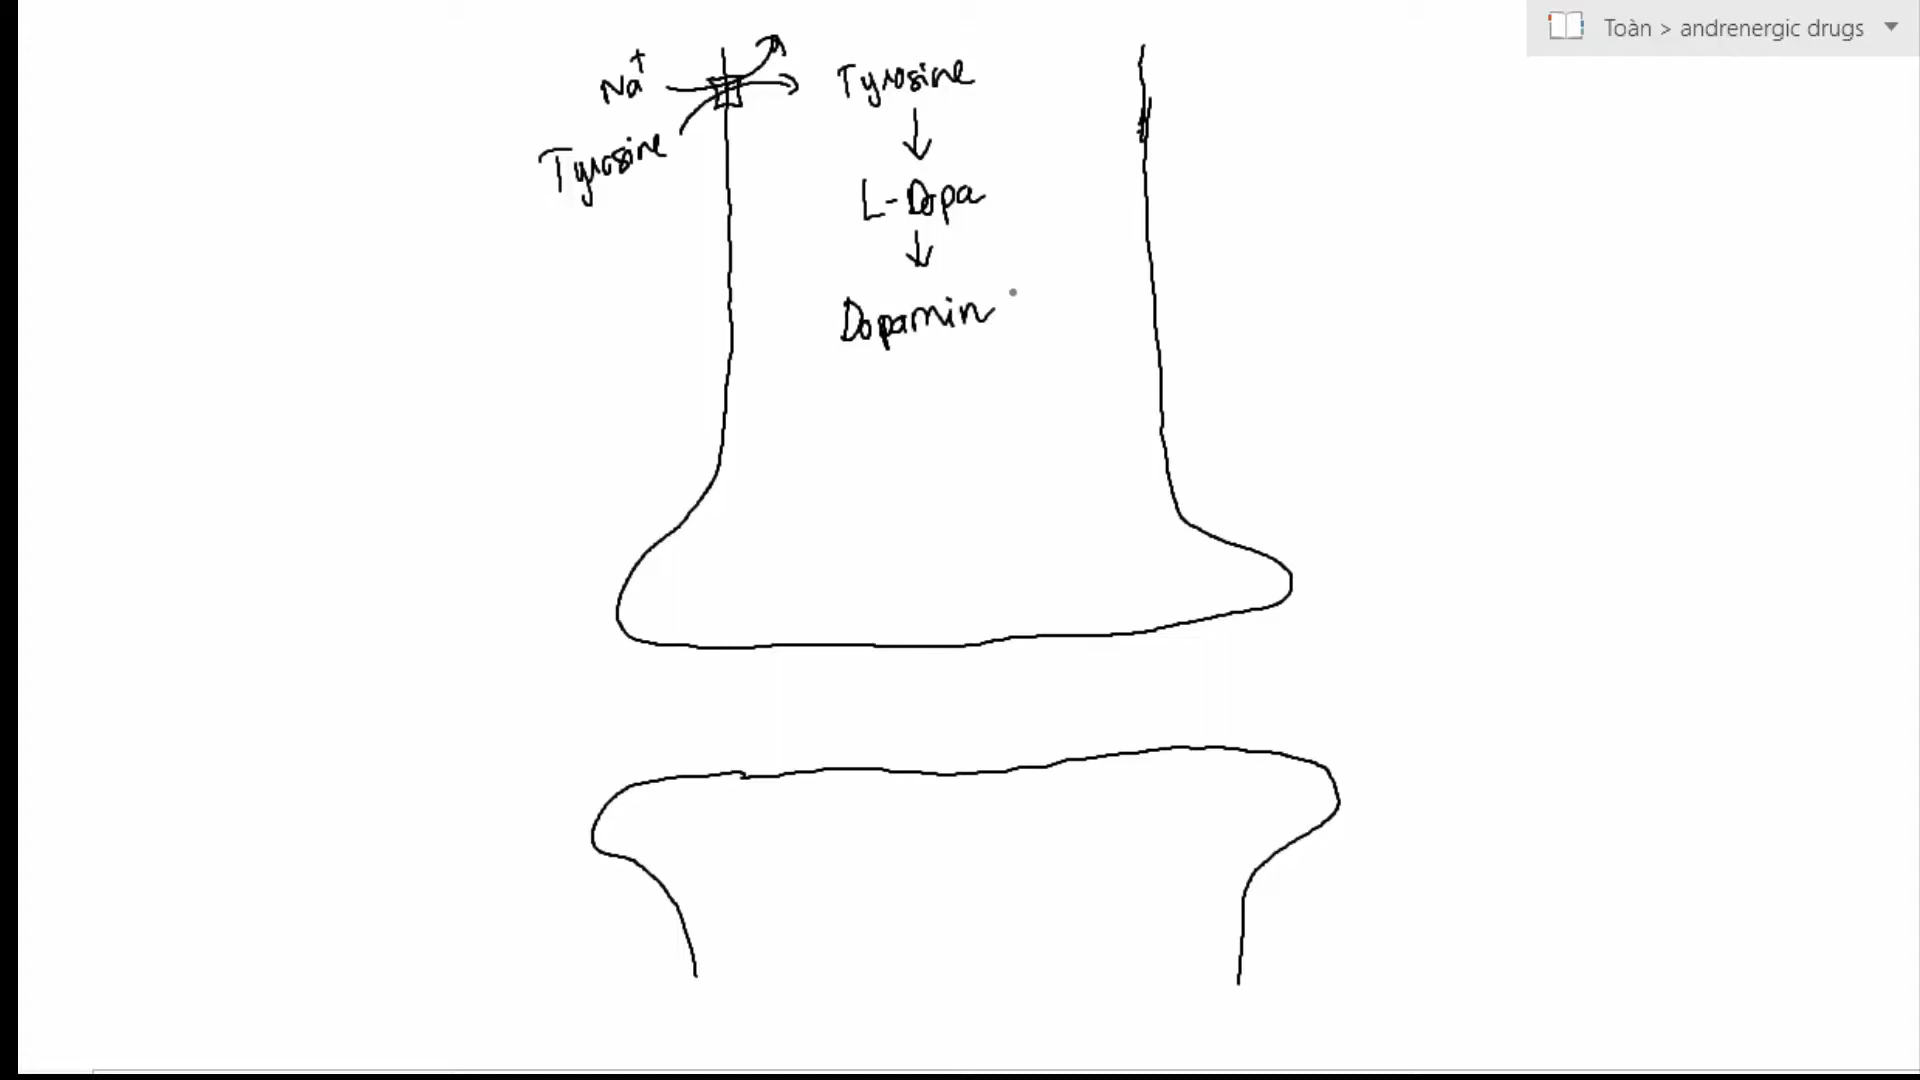 Toàn > andrenergic drugs
Na+
Tyrosine
Tyrosine
L-Dopa
Dopamin